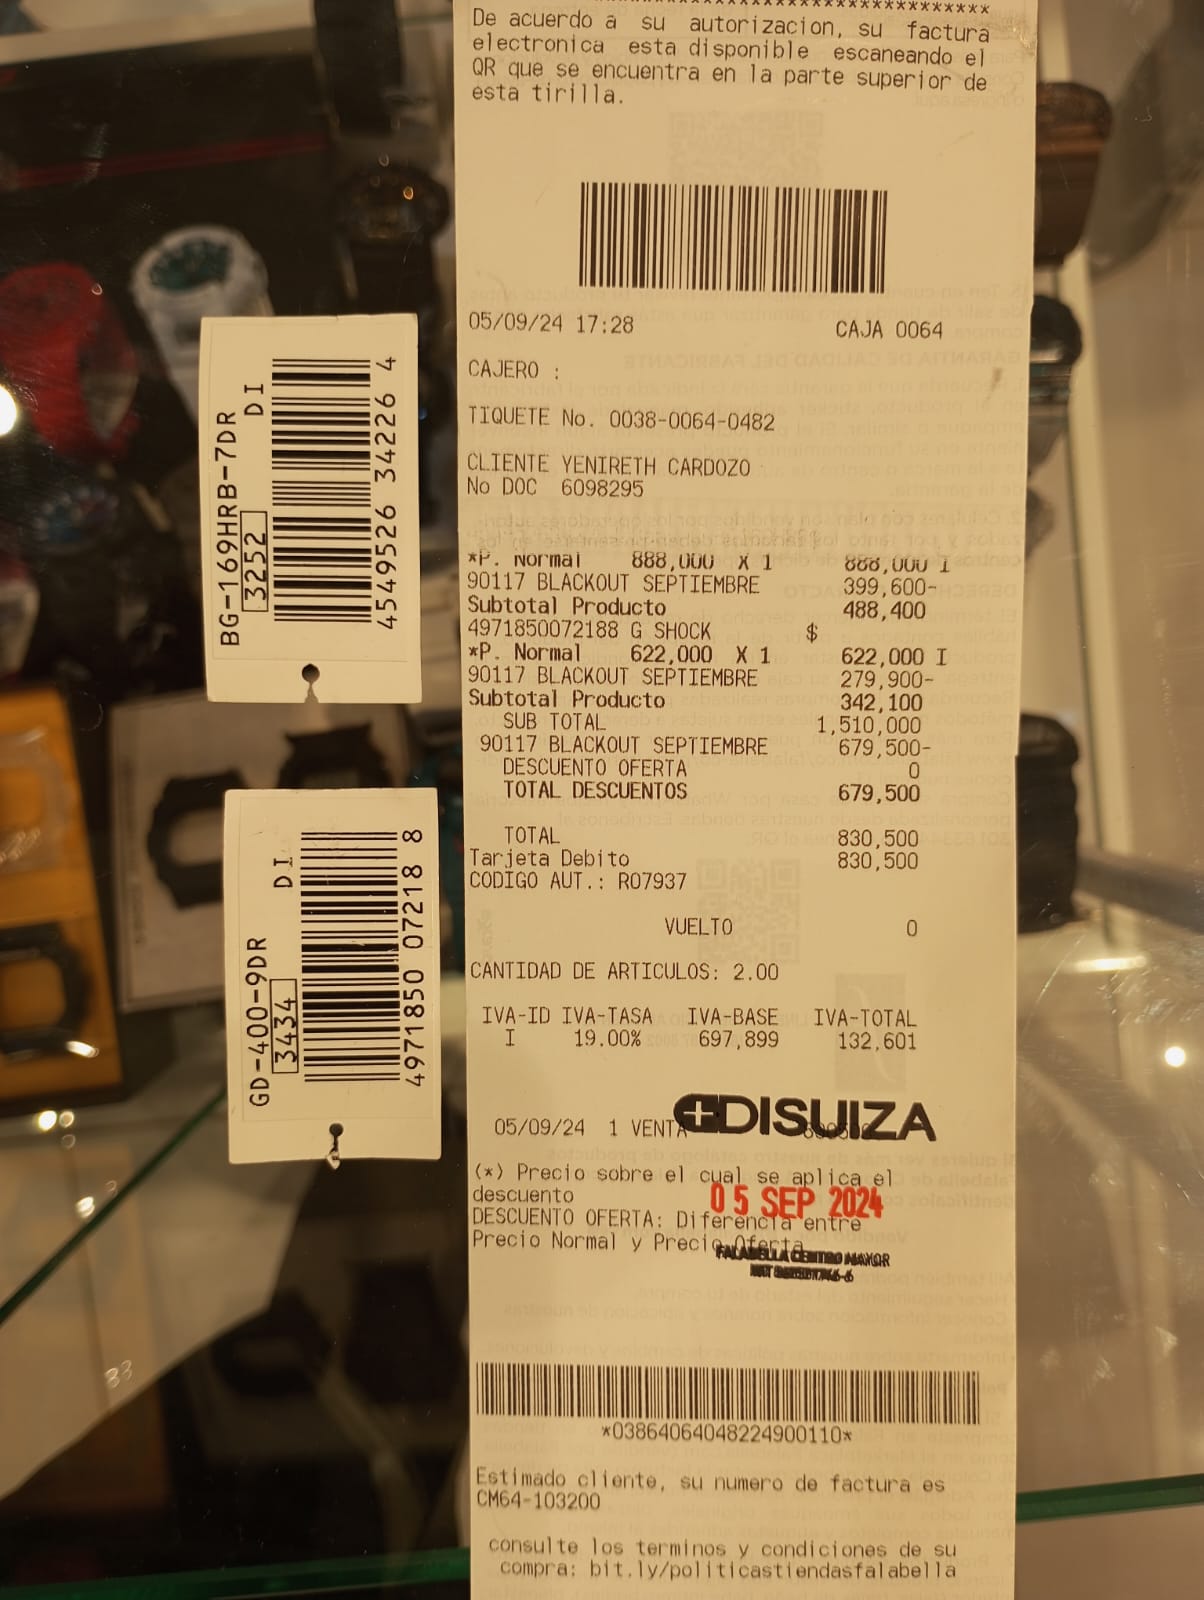 De acuerdo a su autorizacion, su factura
electronica esta disponible escaneando el
QR que se encuentra en la parte superior de
esta tirilla.
05/09/24 17:28 CAJA 0064
CAJERO :
TIQUETE No. 0038-0064-0482
CLIENTE YENIRETH CARDOZO
No DOC 6098295
*P. Normal 888,000 X 1 888,000 I
90117 BLACKOUT SEPTIEMBRE 399,600-
Subtotal Producto 488,400
4971850072188 G SHOCK $
*P. Normal 622,000 X 1 622,000 I
90117 BLACKOUT SEPTIEMBRE 279,900-
Subtotal Producto 342,100
SUB TOTAL 1,510,000
90117 BLACKOUT SEPTIEMBRE 679,500-
DESCUENTO OFERTA 0
TOTAL DESCUENTOS 679,500
TOTAL 830,500
Tarjeta Debito 830,500
CODIGO AUT.: R07937
VUELTO 0
CANTIDAD DE ARTICULOS: 2.00
IVA-ID IVA-TASA IVA-BASE IVA-TOTAL
I 19.00% 697,899 132,601
DISUIZA
05/09/24 1 VENTA
(*) Precio sobre el cual se aplica el
descuento
05 SEP 2024
DESCUENTO OFERTA: Diferencia entre
Precio Normal y Precio Oferta
FALABELLA CENTRO MAYOR
*03864064048224900110*
Estimado cliente, su numero de factura es
CM64-103200
consulte los terminos y condiciones de su
compra: bit.ly/politicastiendasfalabella
BG-169HRB-7DR
DI
3252
4549526 34226 4
GD-400-9DR
DI
3434
4971850 07218 8